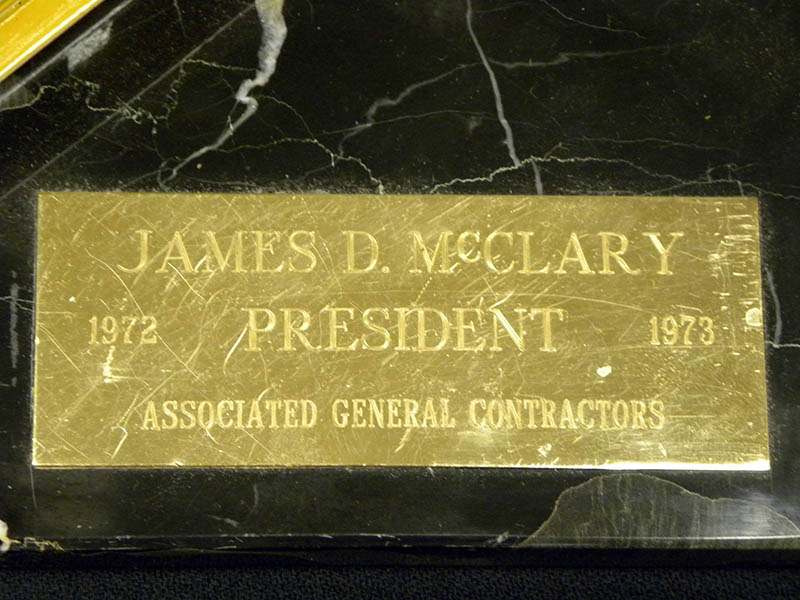 JAMES D. McCLARY
1972 PRESIDENT 1973
ASSOCIATED GENERAL CONTRACTORS